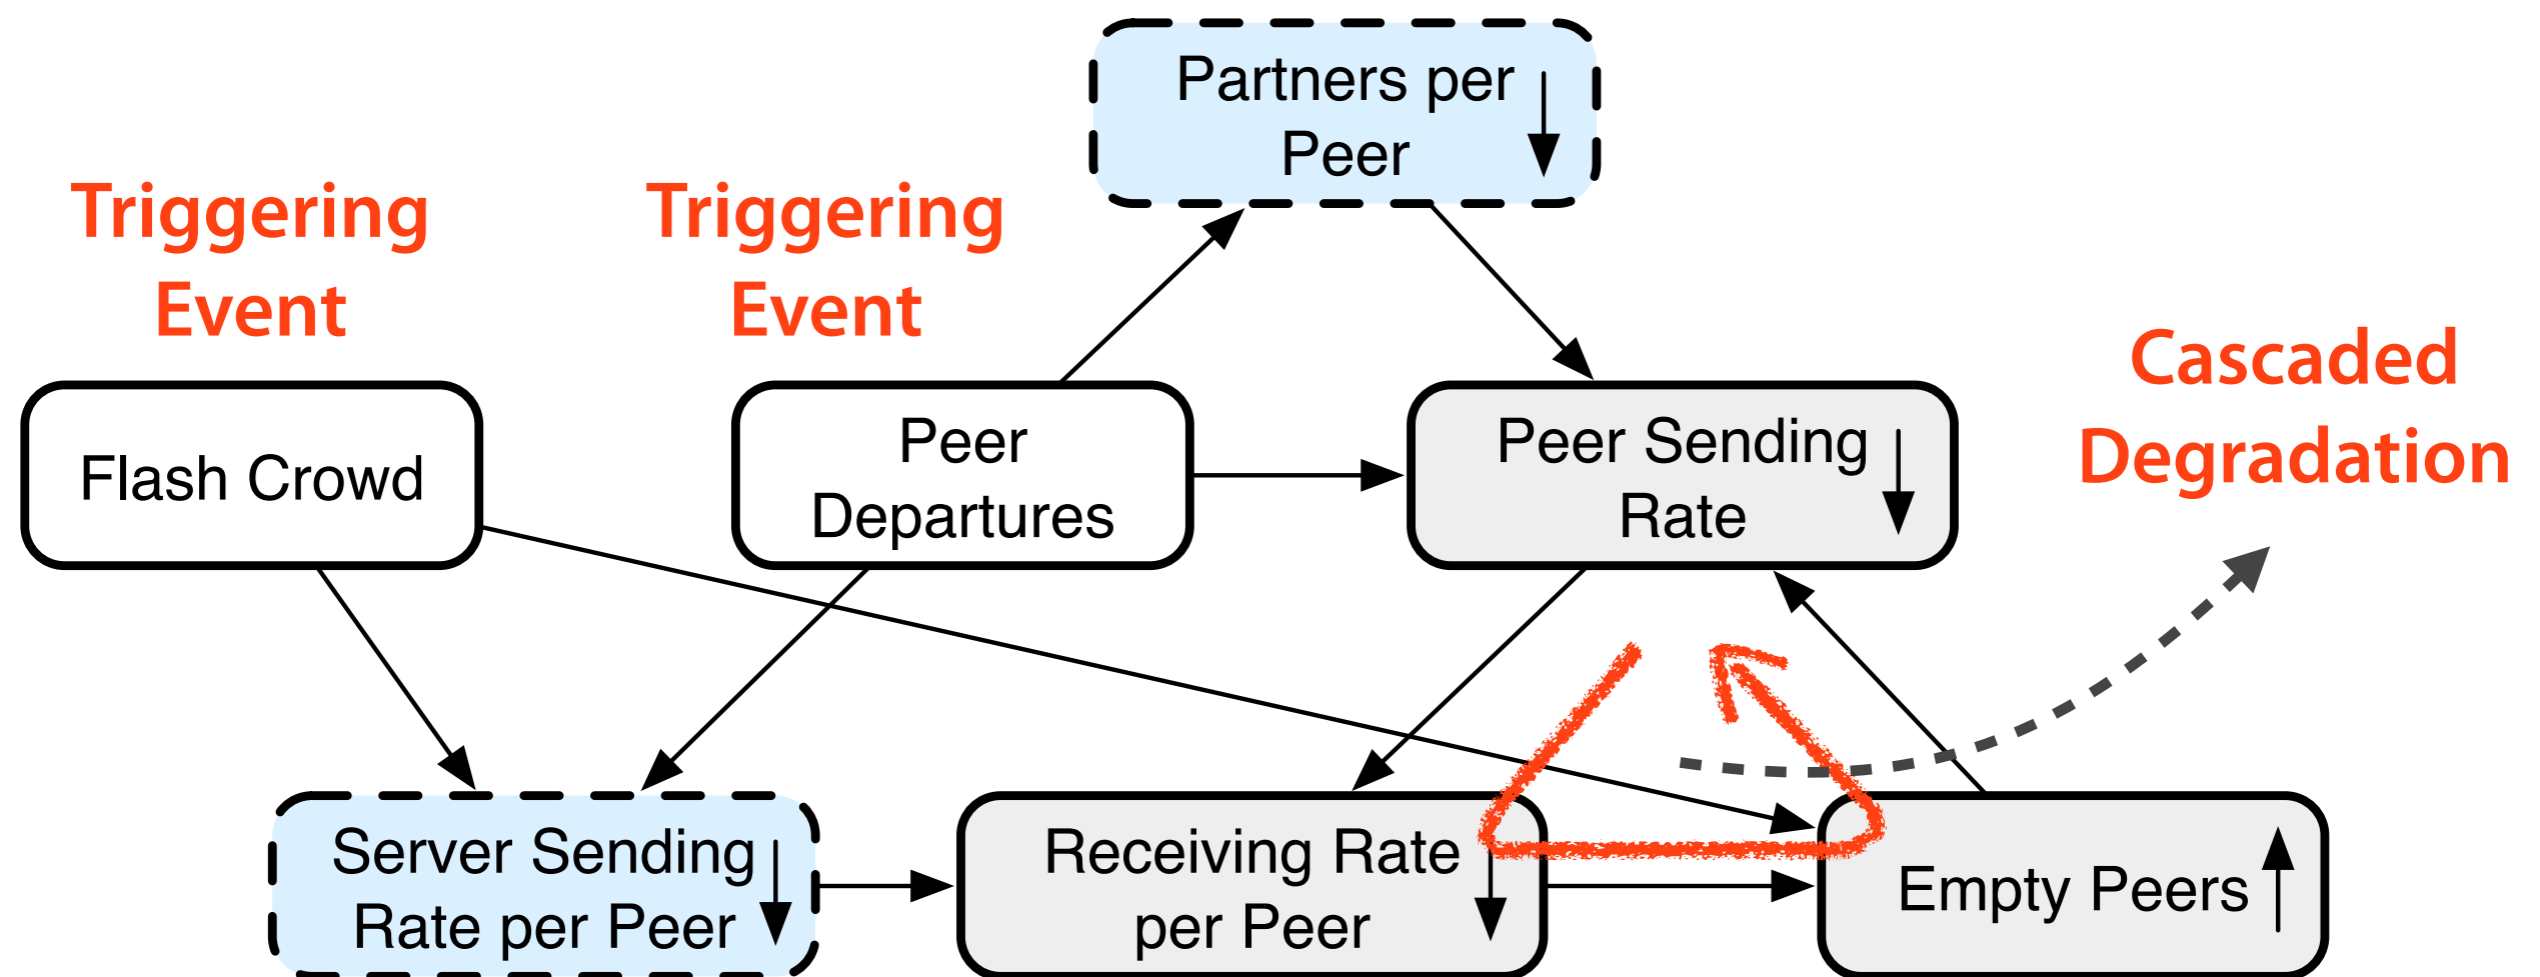 Partners per
Peer
Triggering
Event
Triggering
Event
Cascaded
Degradation
Flash Crowd
Peer
Departures
Peer Sending
Rate
Server Sending
Rate per Peer
Receiving Rate
per Peer
Empty Peers